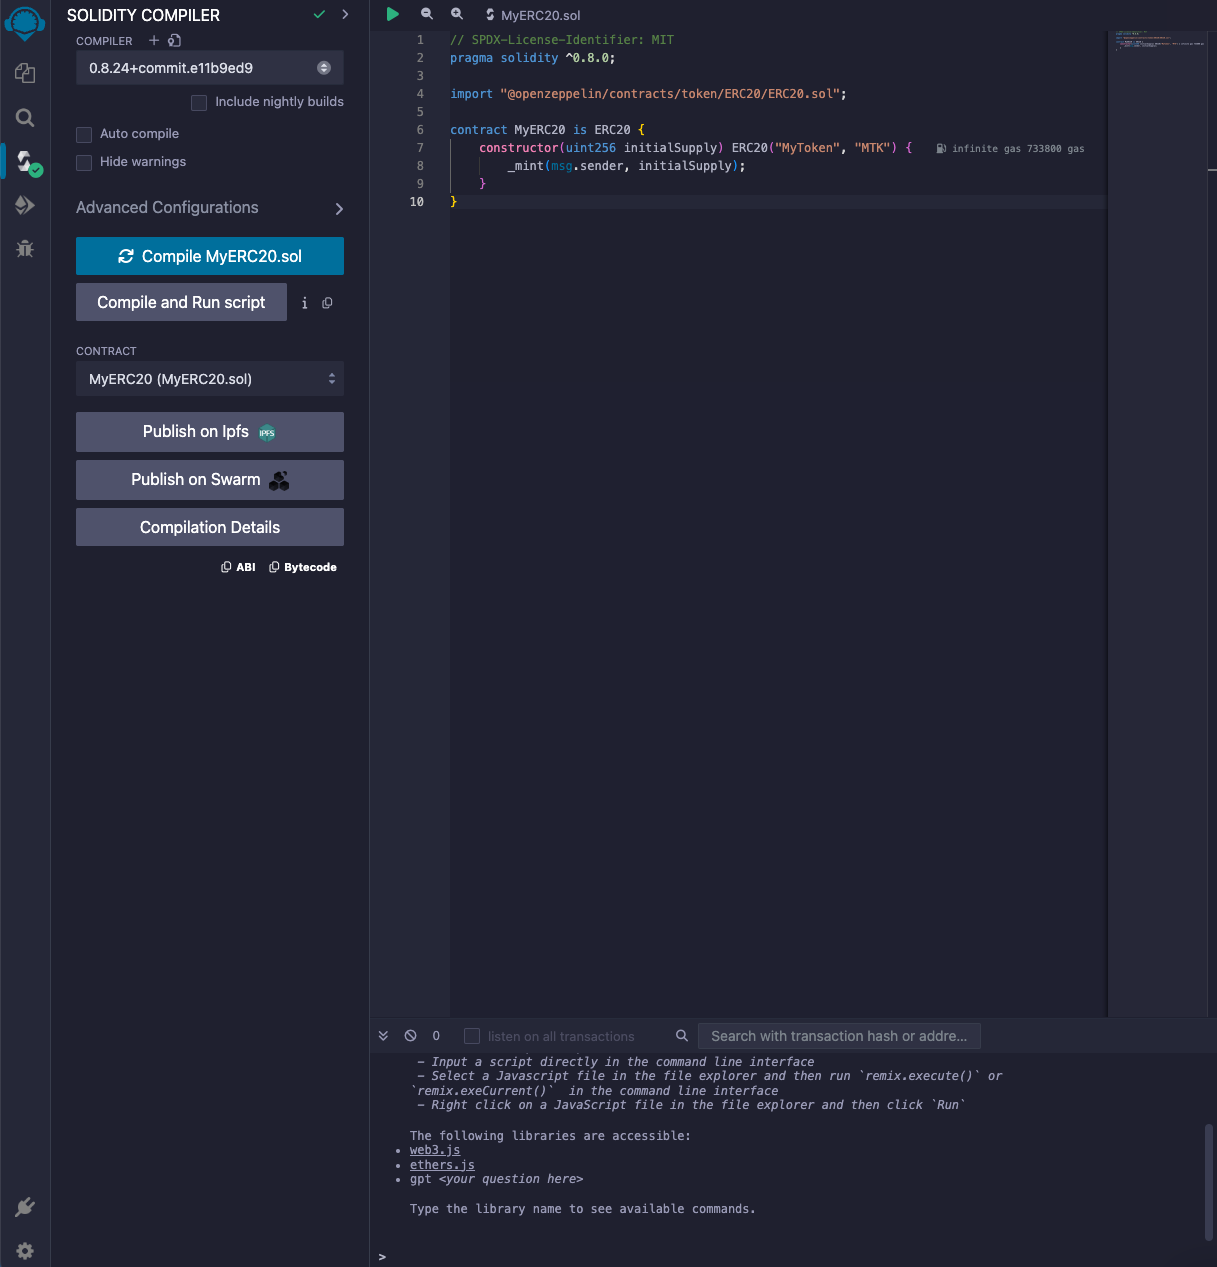 SOLIDITY COMPILER
COMPILER
0.8.24+commit.e11b9ed9
Include nightly builds
Auto compile
Hide warnings
Advanced Configurations
Compile MyERC20.sol
Compile and Run script
i
CONTRACT
MyERC20 (MyERC20.sol)
Publish on Ipfs IPFS
Publish on Swarm
Compilation Details
ABI Bytecode
MyERC20.sol
1 // SPDX-License-Identifier: MIT
2 pragma solidity ^0.8.0;
3
4 import "@openzeppelin/contracts/token/ERC20/ERC20.sol";
5
6 contract MyERC20 is ERC20 {
7 constructor(uint256 initialSupply) ERC20("MyToken", "MTK") { infinite gas 733800 gas
8 _mint(msg.sender, initialSupply);
9 }
10 }
0 listen on all transactions Search with transaction hash or addre...
- Input a script directly in the command line interface
- Select a Javascript file in the file explorer and then run `remix.execute()` or
`remix.exeCurrent()` in the command line interface
- Right click on a JavaScript file in the file explorer and then click `Run`
The following libraries are accessible:
• web3.js
• ethers.js
• gpt <your question here>
Type the library name to see available commands.
>